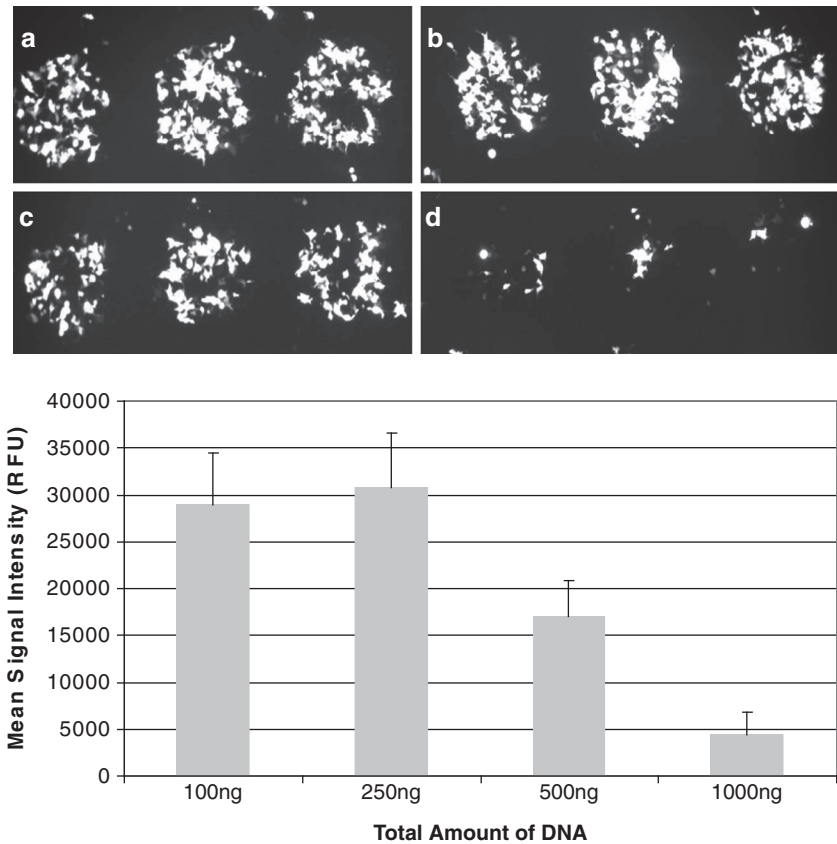 a
b
c
d
Mean Signal Intensity (RFU)
40000
35000
30000
25000
20000
15000
10000
5000
0
100ng
250ng
500ng
1000ng
Total Amount of DNA